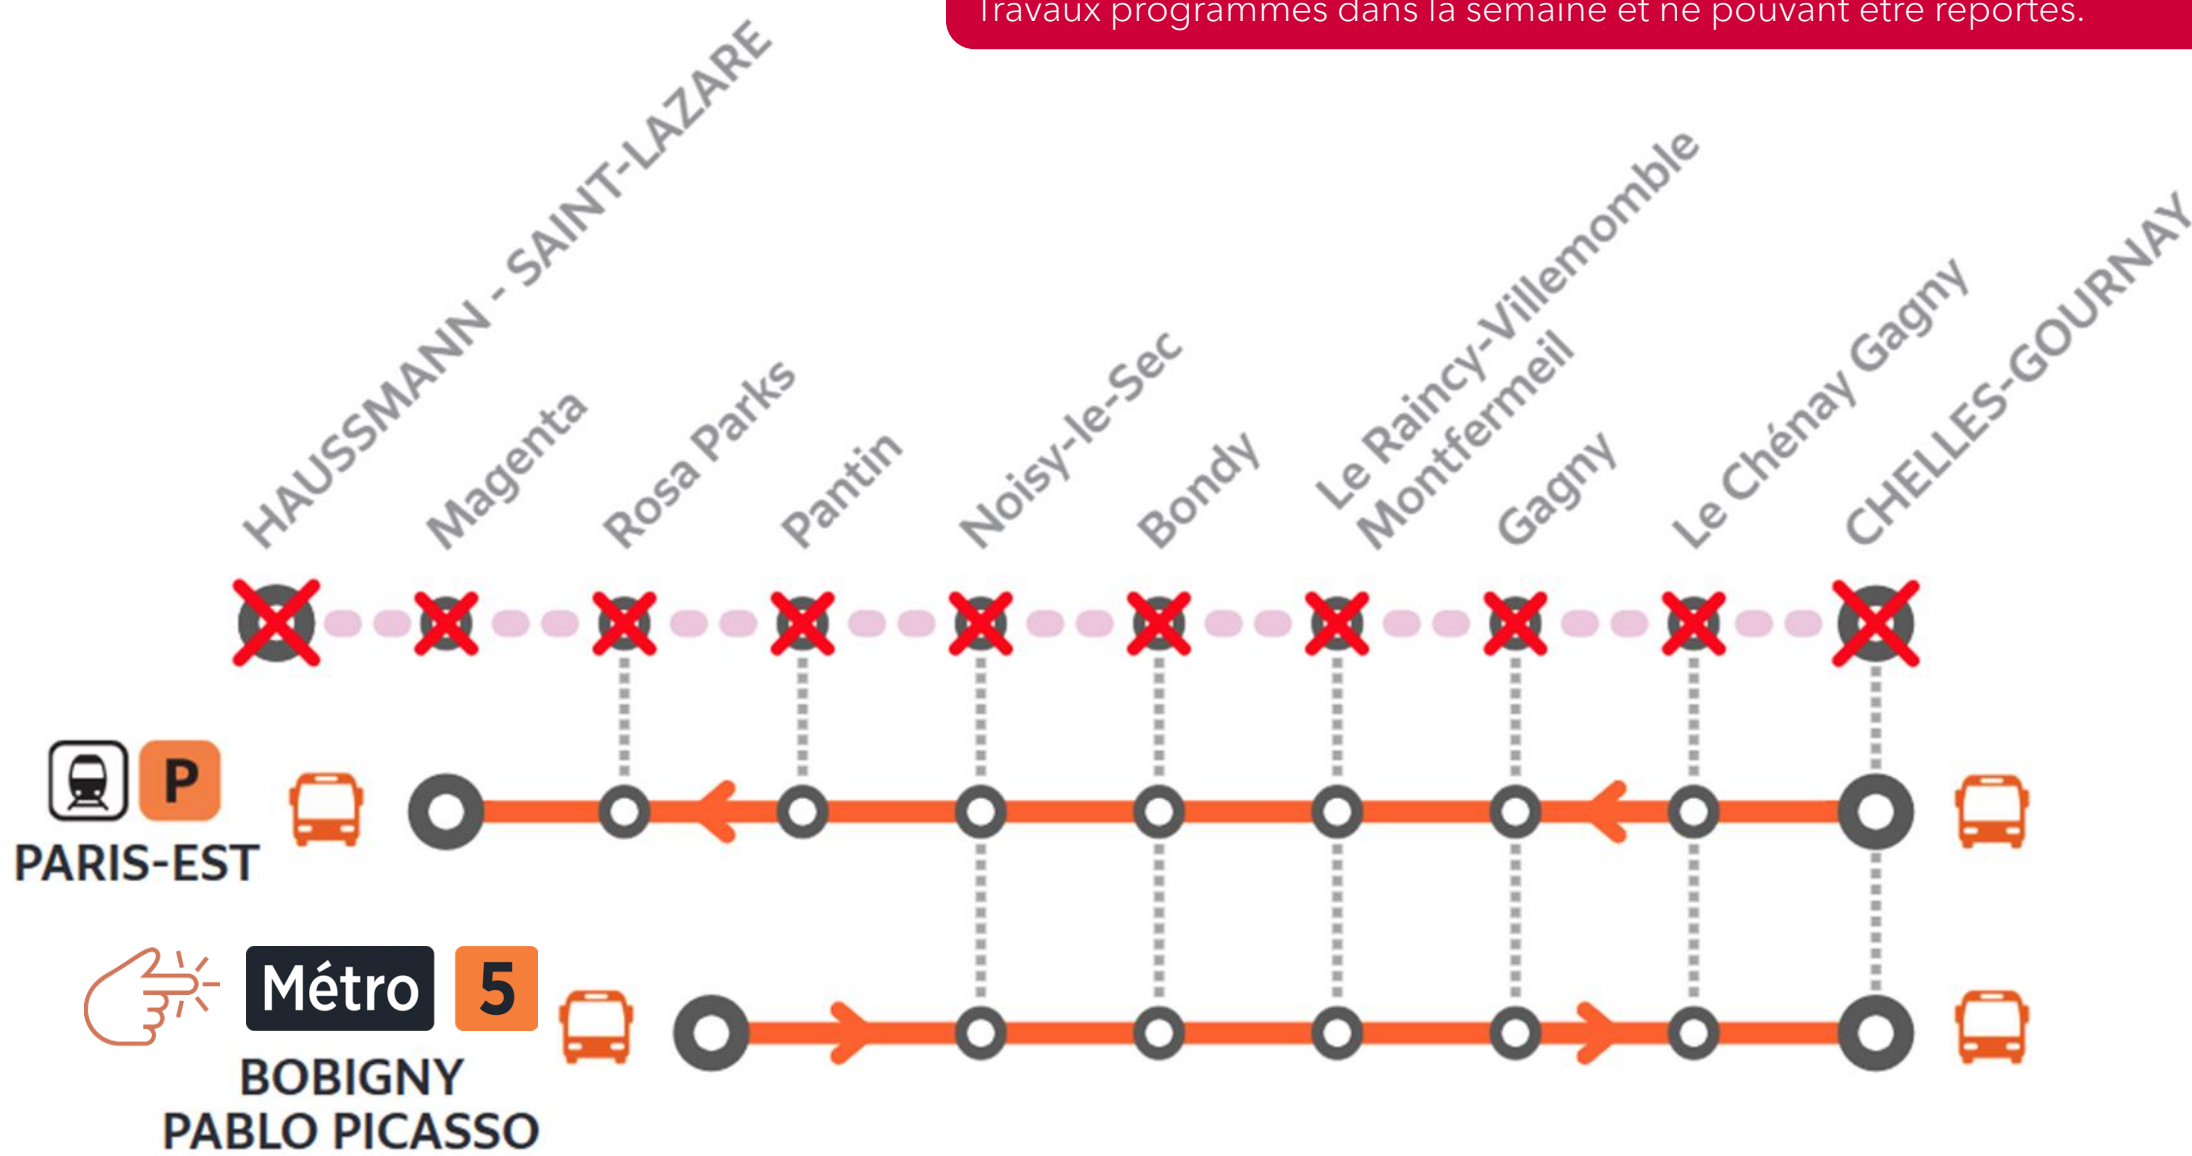 Travaux programmés dans la semaine et ne pouvant être reportés.
HAUSSMANN - SAINT-LAZARE
Magenta
Rosa Parks
Pantin
Noisy-le-Sec
Bondy
Le Raincy-Villemomble
Montfermeil
Gagny
Le Chénay Gagny
CHELLES-GOURNAY
P
PARIS-EST
Métro 5
BOBIGNY
PABLO PICASSO